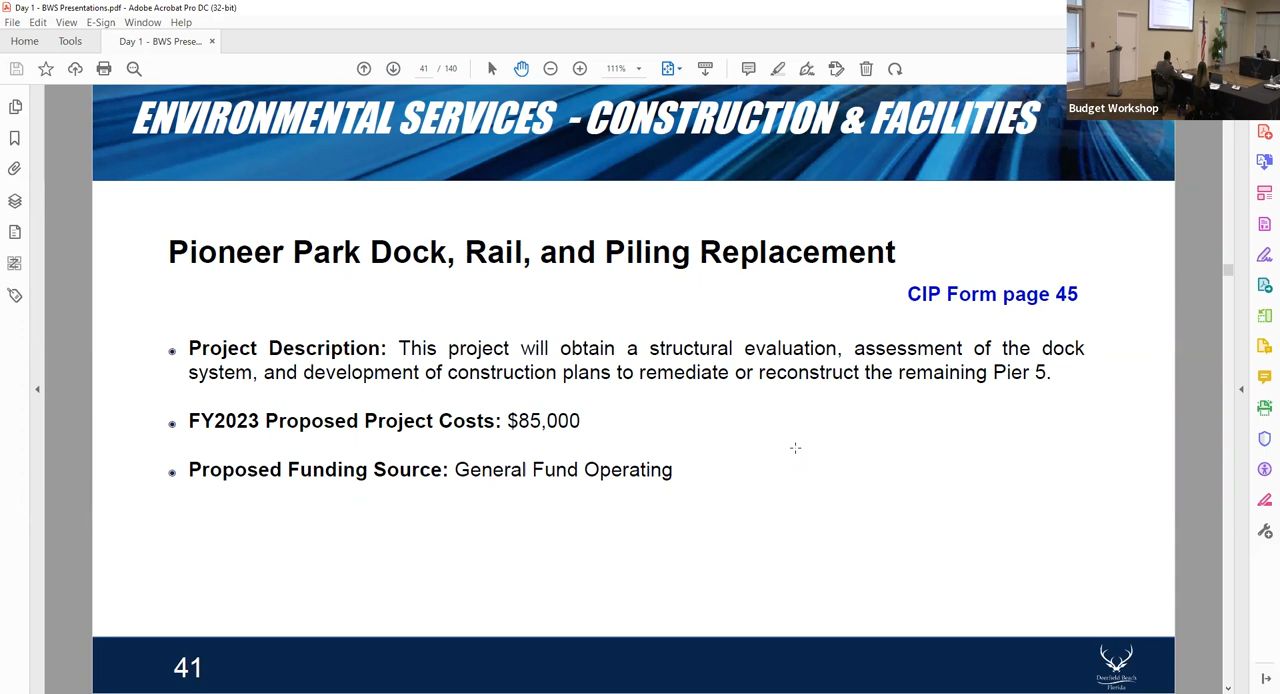 Day 1 - BWS Presentations.pdf - Adobe Acrobat Pro DC (32-bit)
File Edit View E-Sign Window Help
Home Tools Day 1 - BWS Prese... ×
41 / 140 111%
Budget Workshop
ENVIRONMENTAL SERVICES - CONSTRUCTION & FACILITIES
Pioneer Park Dock, Rail, and Piling Replacement
CIP Form page 45
Project Description: This project will obtain a structural evaluation, assessment of the dock
system, and development of construction plans to remediate or reconstruct the remaining Pier 5.
FY2023 Proposed Project Costs: $85,000
Proposed Funding Source: General Fund Operating
41
Deerfield Beach
Florida